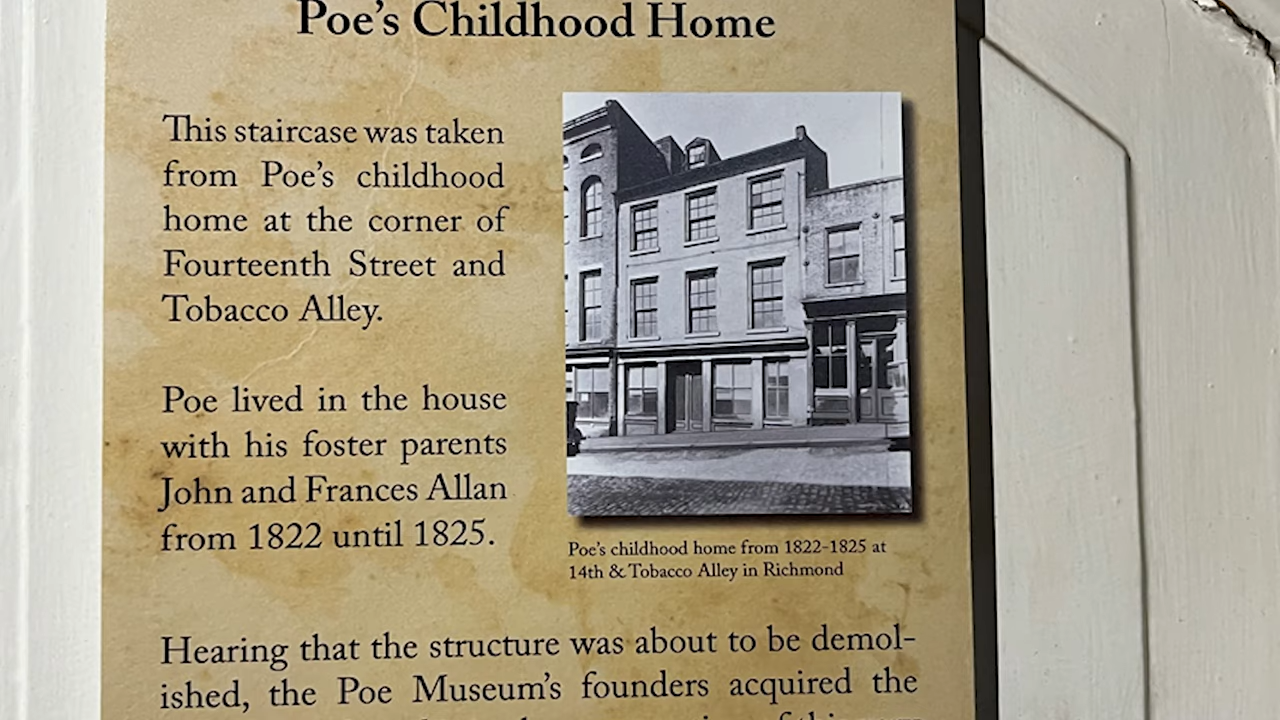 Poe's Childhood Home
This staircase was taken
from Poe's childhood
home at the corner of
Fourteenth Street and
Tobacco Alley.
Poe lived in the house
with his foster parents
John and Frances Allan
from 1822 until 1825.
Poe's childhood home from 1822-1825 at
14th & Tobacco Alley in Richmond
Hearing that the structure was about to be demol-
ished, the Poe Museum's founders acquired the